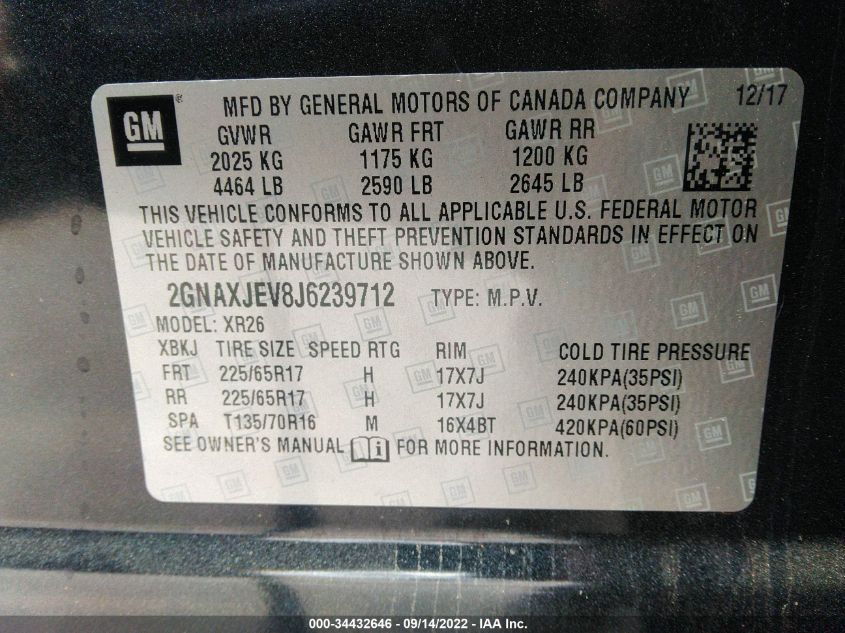 GM ® MFD BY GENERAL MOTORS OF CANADA COMPANY 12/17
GVWR GAWR FRT GAWR RR
2025 KG 1175 KG 1200 KG
4464 LB 2590 LB 2645 LB
THIS VEHICLE CONFORMS TO ALL APPLICABLE U.S. FEDERAL MOTOR
VEHICLE SAFETY AND THEFT PREVENTION STANDARDS IN EFFECT ON
THE DATE OF MANUFACTURE SHOWN ABOVE.
2GNAXJEV8J6239712 TYPE: M.P.V.
MODEL: XR26
XBKJ TIRE SIZE SPEED RTG RIM COLD TIRE PRESSURE
FRT 225/65R17 H 17X7J 240KPA(35PSI)
RR 225/65R17 H 17X7J 240KPA(35PSI)
SPA T135/70R16 M 16X4BT 420KPA(60PSI)
SEE OWNER'S MANUAL FOR MORE INFORMATION.
000-34432646 - 09/14/2022 - IAA Inc.